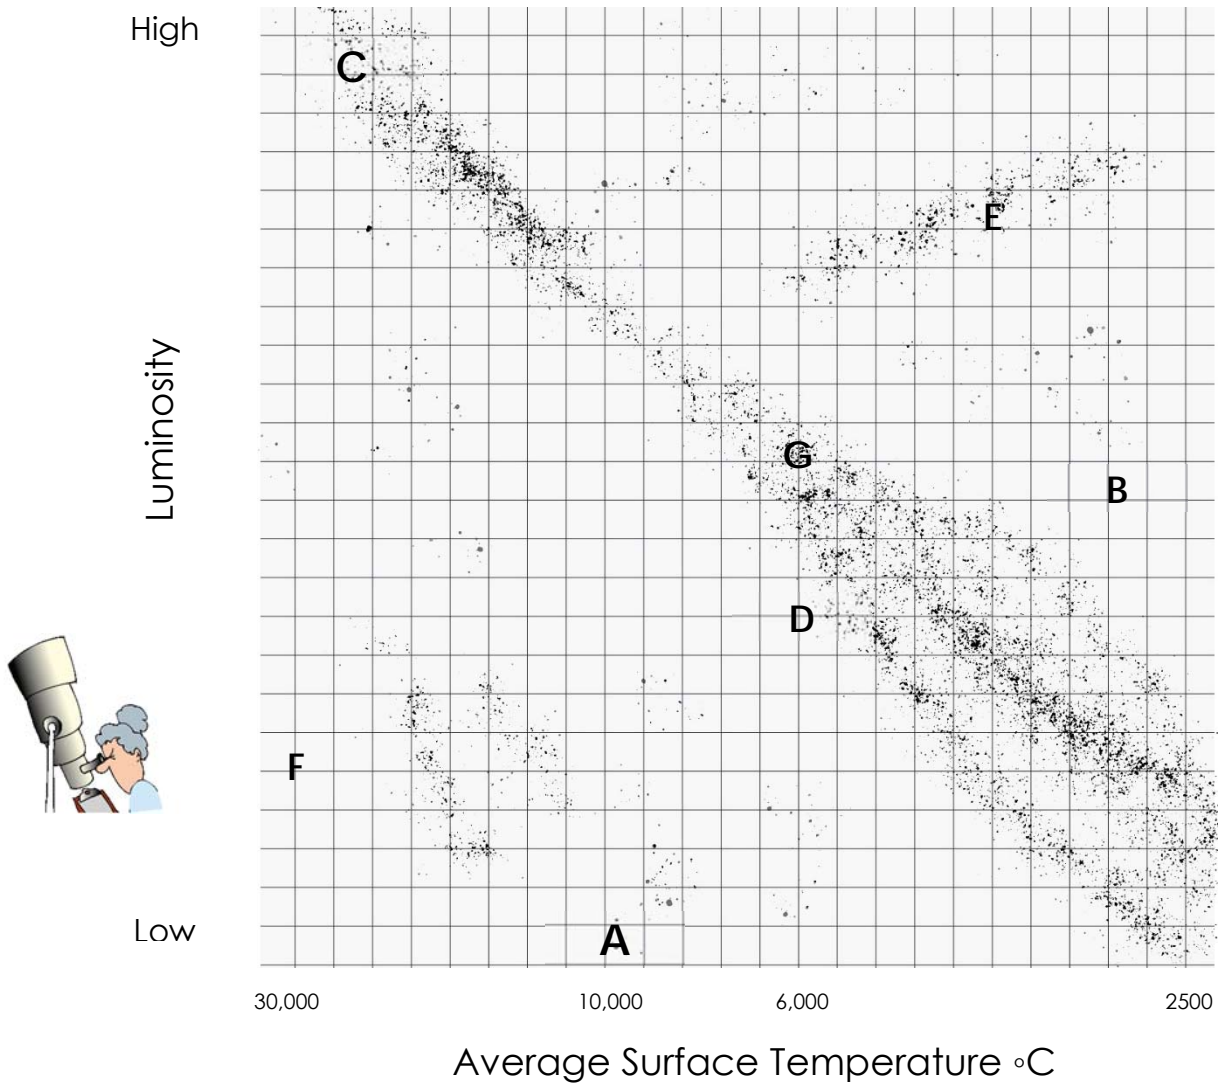 High
C
E
Luminosity
G
B
D
F
Low
A
30,000 10,000 6,000 2500
Average Surface Temperature ∘C